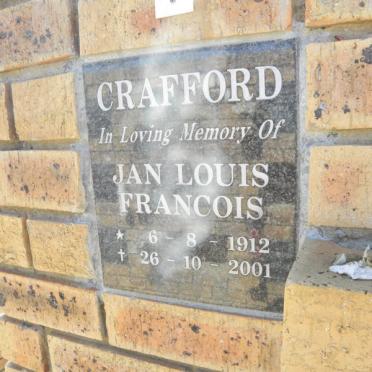 CRAFFORD
In Loving Memory Of
JAN LOUIS
FRANCOIS
★ 6 - 8 - 1912
✝ 26 - 10 - 2001